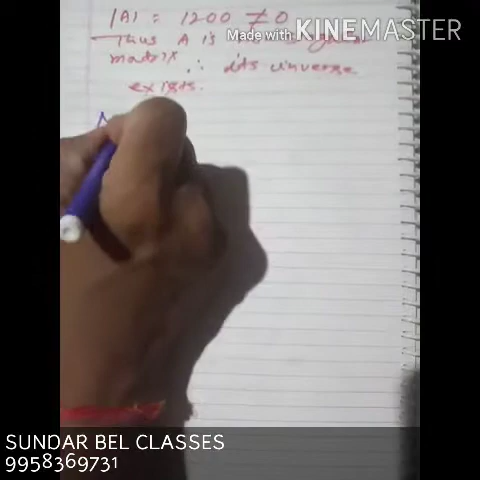 |A| = 1200 ≠ 0
Thus A is
matrix ∴ its inverse
exists.
Made with KINEMASTER
SUNDAR BEL CLASSES
9958369731